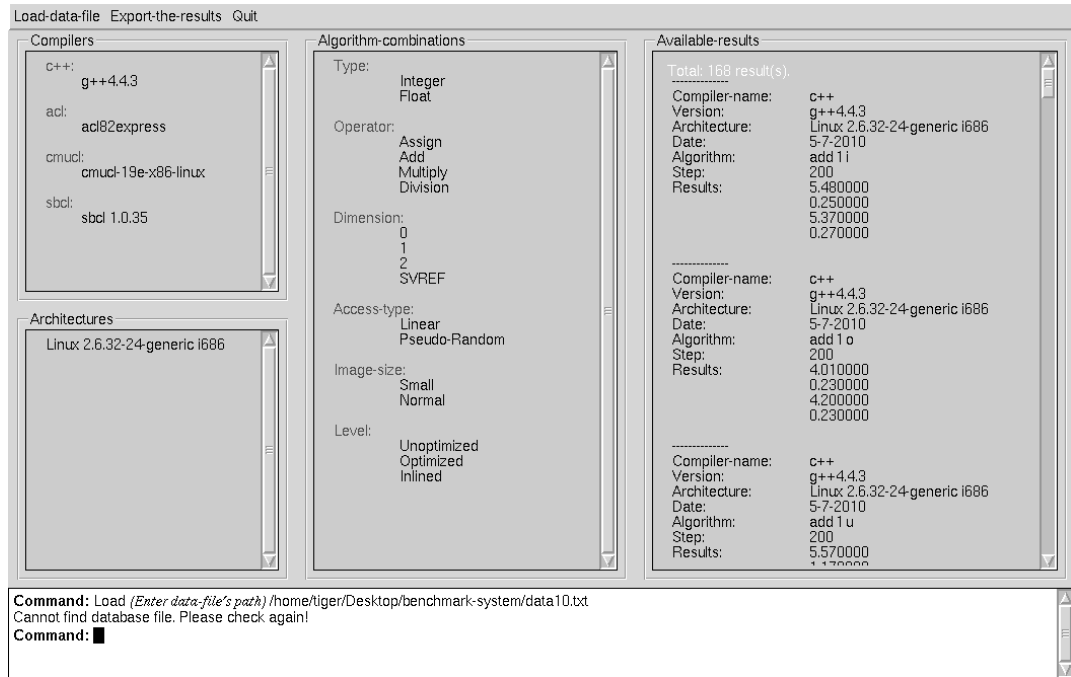 Load-data-file Export-the-results Quit
Compilers
c++:
g++4.4.3
acl:
acl82express
cmucl:
cmucl-19e-x86-linux
sbcl:
sbcl 1.0.35
Architectures
Linux 2.6.32-24-generic i686
Algorithm-combinations
Type:
Integer
Float
Operator:
Assign
Add
Multiply
Division
Dimension:
0
1
2
SVREF
Access-type:
Linear
Pseudo-Random
Image-size:
Small
Normal
Level:
Unoptimized
Optimized
Inlined
Available-results
Total: 168 result(s).
--------------
Compiler-name: c++
Version: g++4.4.3
Architecture: Linux 2.6.32-24-generic i686
Date: 5-7-2010
Algorithm: add 1 i
Step: 200
Results: 5.480000
0.250000
5.370000
0.270000
--------------
Compiler-name: c++
Version: g++4.4.3
Architecture: Linux 2.6.32-24-generic i686
Date: 5-7-2010
Algorithm: add 1 o
Step: 200
Results: 4.010000
0.230000
4.200000
0.230000
--------------
Compiler-name: c++
Version: g++4.4.3
Architecture: Linux 2.6.32-24-generic i686
Date: 5-7-2010
Algorithm: add 1 u
Step: 200
Results: 5.570000
Command: Load (Enter data-file's path) /home/tiger/Desktop/benchmark-system/data10.txt
Cannot find database file. Please check again!
Command: